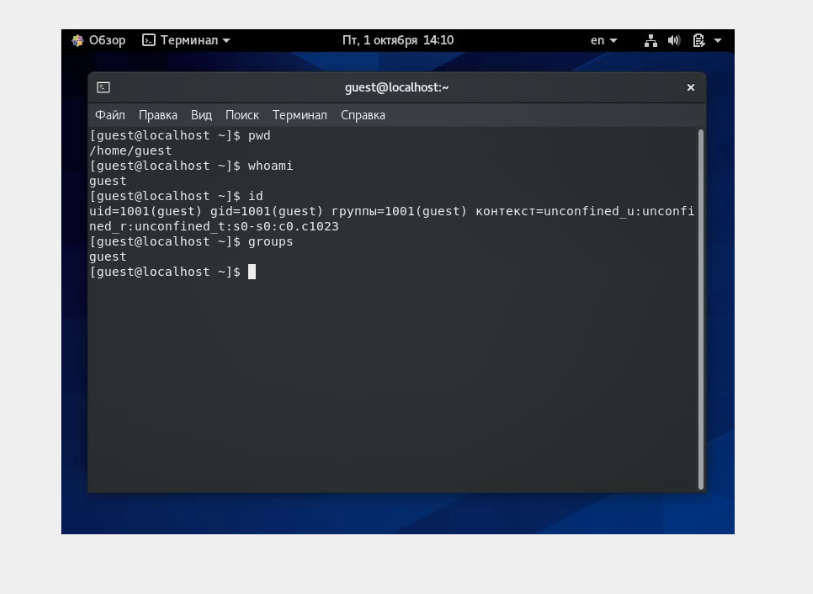 Обзор Терминал Пт, 1 октября 14:10 en
guest@localhost:~ ×
Файл Правка Вид Поиск Терминал Справка
[guest@localhost ~]$ pwd
/home/guest
[guest@localhost ~]$ whoami
guest
[guest@localhost ~]$ id
uid=1001(guest) gid=1001(guest) группы=1001(guest) контекст=unconfined_u:unconfi
ned_r:unconfined_t:s0-s0:c0.c1023
[guest@localhost ~]$ groups
guest
[guest@localhost ~]$